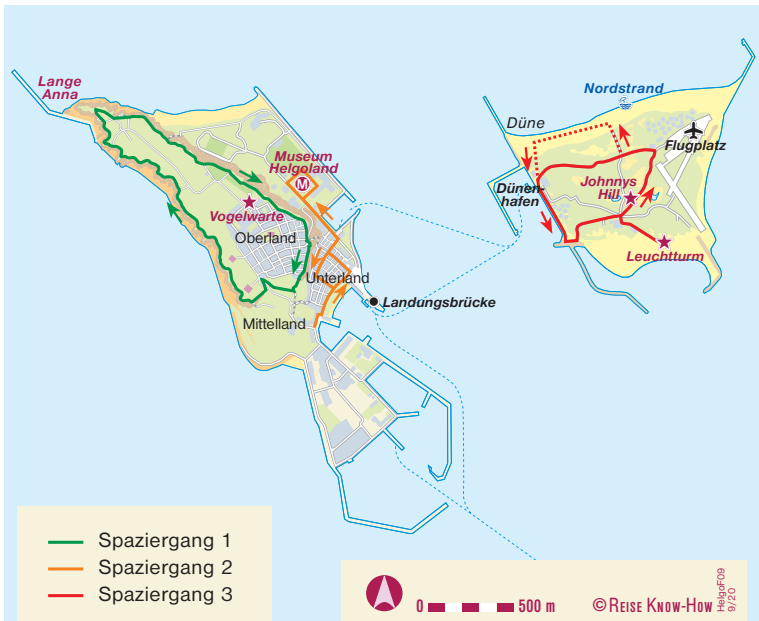 Lange
Anna
Nordstrand
Düne
Flugplatz
Museum
Helgoland
M
Johnnys
Hill
Dünen-
hafen
Vogelwarte
Oberland
Leuchtturm
Unterland
Landungsbrücke
Mittelland
Spaziergang 1
Spaziergang 2
Spaziergang 3
0 500 m
©REISE KNOW-HOW
HelgoF09
9/20